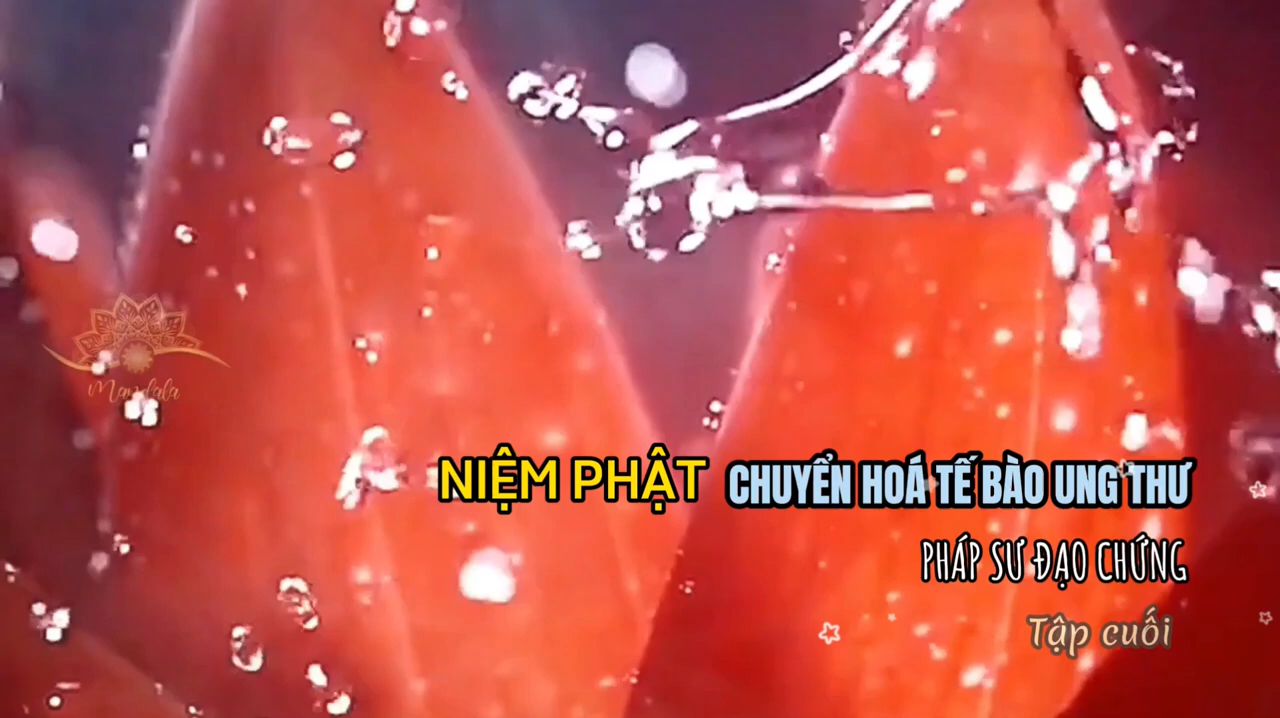 Mandala
NIỆM PHẬT CHUYỂN HOÁ TẾ BÀO UNG THƯ
PHÁP SƯ ĐẠO CHỨNG
Tập cuối